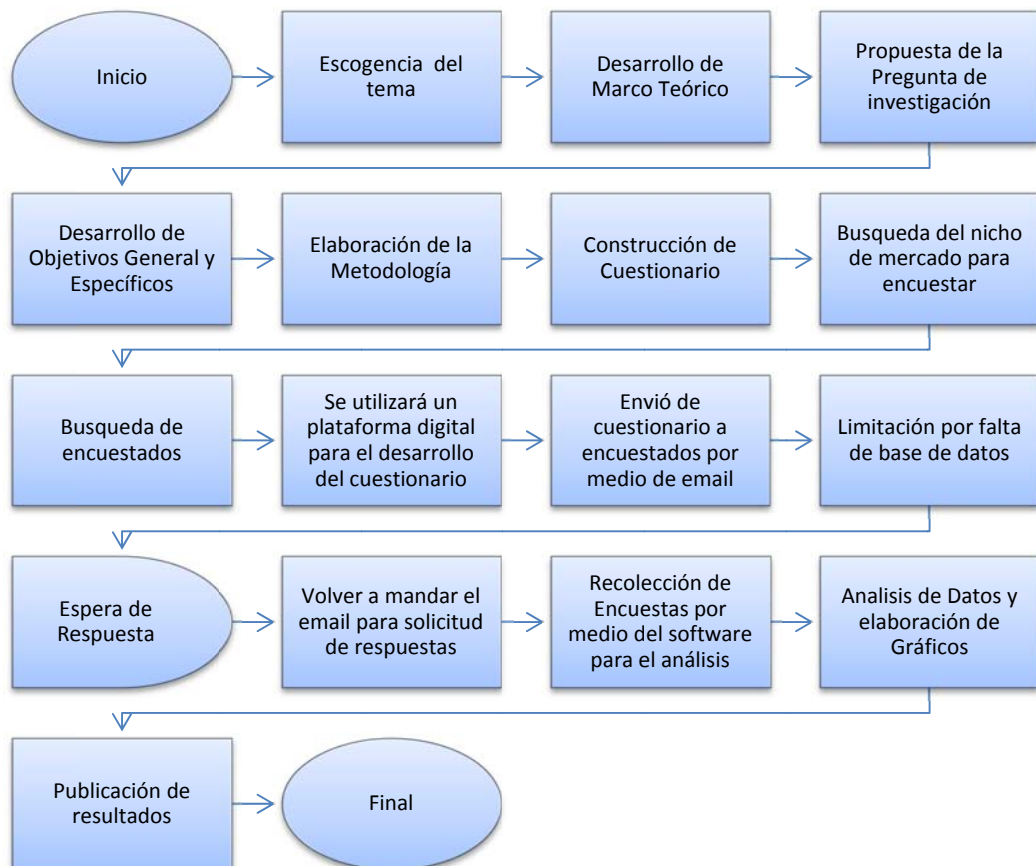 Inicio
Escogencia del
tema
Desarrollo de
Marco Teórico
Propuesta de la
Pregunta de
investigación
Desarrollo de
Objetivos General y
Específicos
Elaboración de la
Metodología
Construcción de
Cuestionario
Busqueda del nicho
de mercado para
encuestar
Busqueda de
encuestados
Se utilizará un
plataforma digital
para el desarrollo
del cuestionario
Envió de
cuestionario a
encuestados por
medio de email
Limitación por falta
de base de datos
Espera de
Respuesta
Volver a mandar el
email para solicitud
de respuestas
Recolección de
Encuestas por
medio del software
para el análisis
Analisis de Datos y
elaboración de
Gráficos
Publicación de
resultados
Final